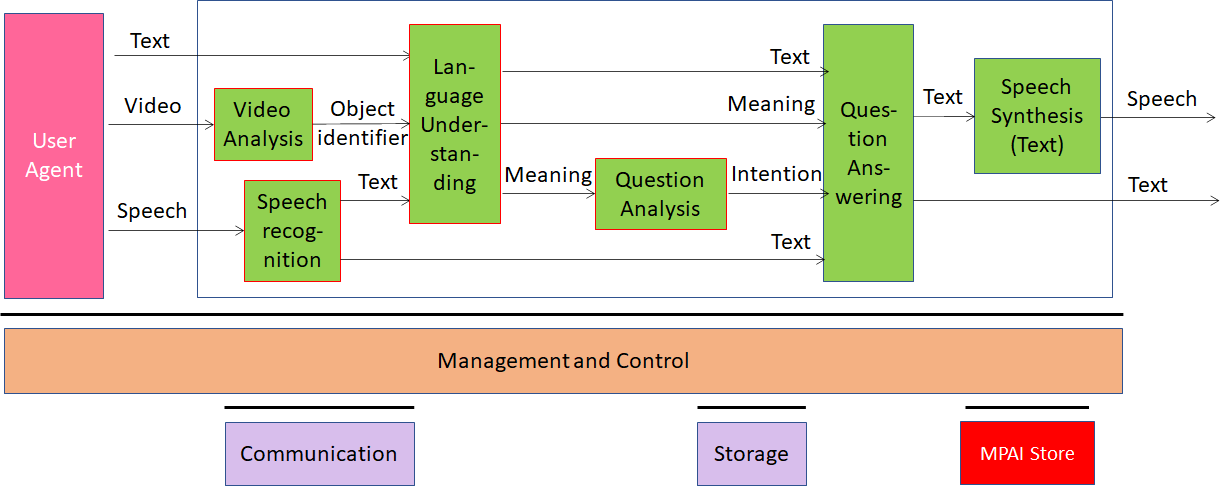 Text
Video
Speech
User
Agent
Video
Analysis
Object
identifier
Speech
recog-
nition
Text
Lan-
guage
Under-
stan-
ding
Text
Meaning
Meaning
Question
Analysis
Intention
Text
Ques-
tion
Ans-
wering
Text
Speech
Synthesis
(Text)
Speech
Text
Management and Control
Communication
Storage
MPAI Store